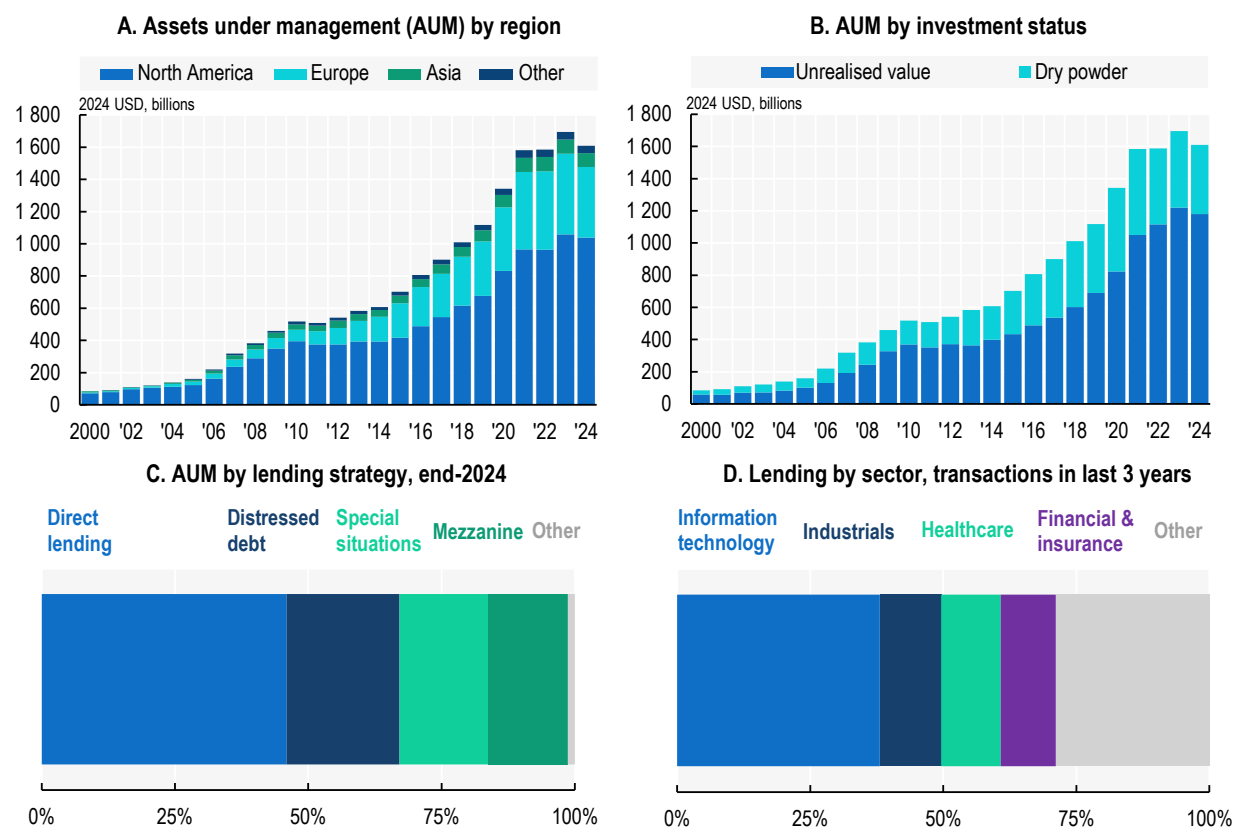 A. Assets under management (AUM) by region
North America Europe Asia Other
2024 USD, billions
1 800
1 600
1 400
1 200
1 000
800
600
400
200
0
2000 '02 '04 '06 '08 '10 '12 '14 '16 '18 '20 '22 '24
B. AUM by investment status
Unrealised value Dry powder
2024 USD, billions
1 800
1 600
1 400
1 200
1 000
800
600
400
200
0
2000 '02 '04 '06 '08 '10 '12 '14 '16 '18 '20 '22 '24
C. AUM by lending strategy, end-2024
Direct
lending
Distressed
debt
Special
situations
Mezzanine
Other
0% 25% 50% 75% 100%
D. Lending by sector, transactions in last 3 years
Information
technology
Industrials
Healthcare
Financial &
insurance
Other
0% 25% 50% 75% 100%